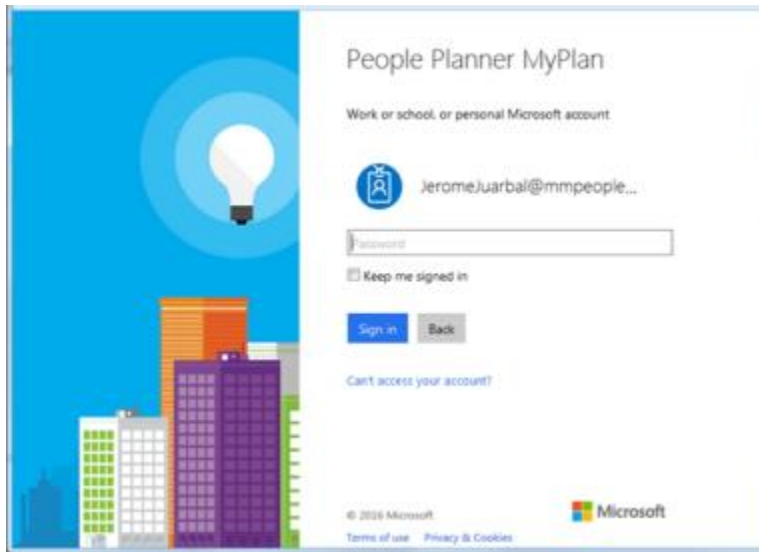 People Planner MyPlan
Work or school, or personal Microsoft account
JeromeJuarbal@mmpeople...
Password
Keep me signed in
Sign in
Back
Can't access your account?
© 2016 Microsoft
Microsoft
Terms of use
Privacy & Cookies